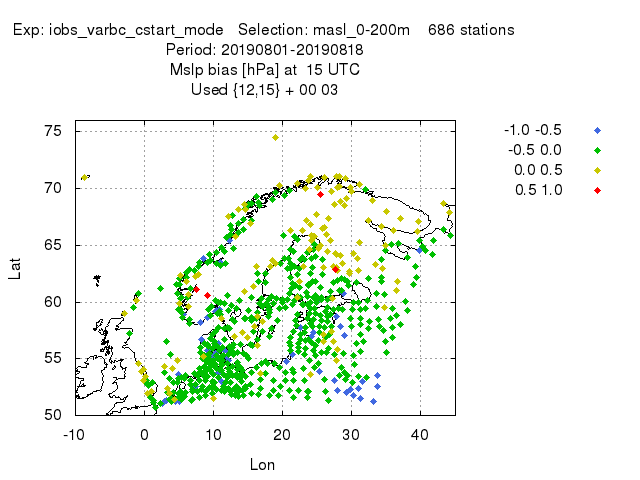 Exp: iobs_varbc_cstart_mode Selection: masl_0-200m 686 stations
Period: 20190801-20190818
Mslp bias [hPa] at 15 UTC
Used {12,15} + 00 03
-1.0 -0.5
-0.5 0.0
0.0 0.5
0.5 1.0
75
70
65
60
55
50
Lat
-10 0 10 20 30 40
Lon